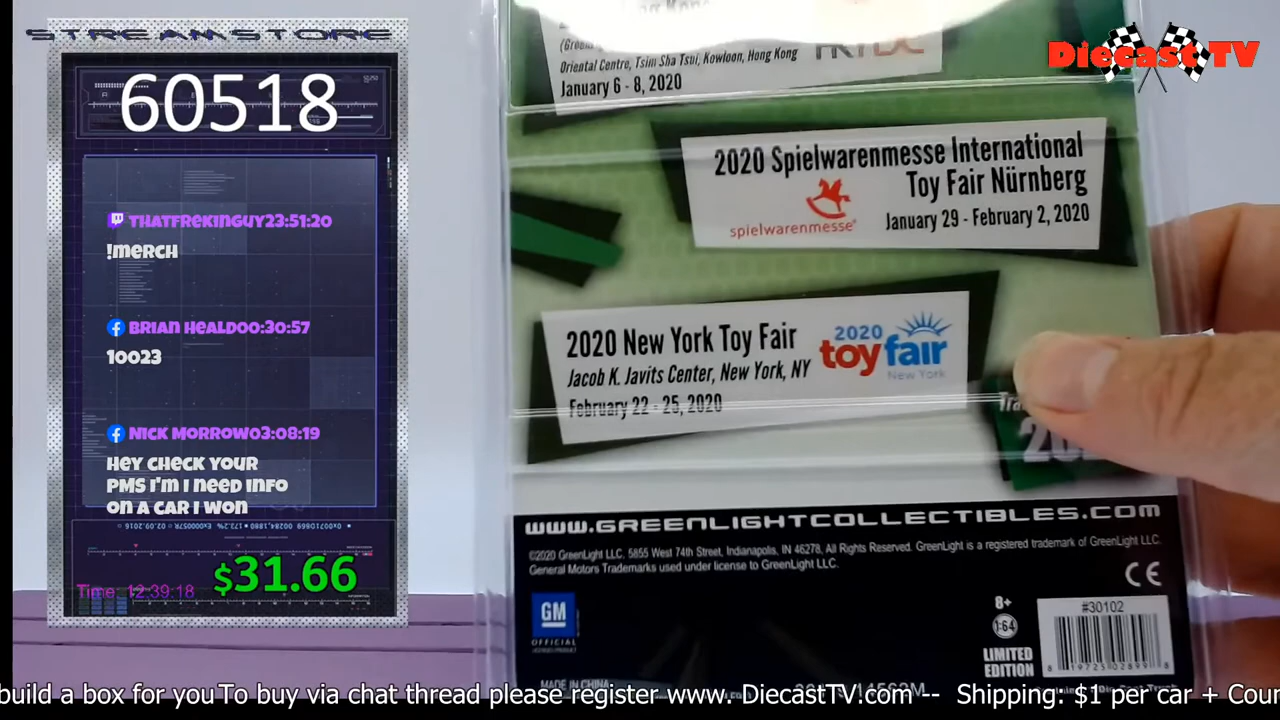 STREAMSTORE
60518
THATFREKINGUY23:51:20
!merch
BRIAN HEALD00:30:57
10023
NICK MORROW03:08:19
Hey check your
PMs I'm I need info
on a car I won
$31.66
Time: 12:39:18
Diecast TV
Oriental Centre, Tsim Sha Tsui, Kowloon, Hong Kong
January 6 - 8, 2020
2020 Spielwarenmesse International
Toy Fair Nürnberg
spielwarenmesse®
January 29 - February 2, 2020
2020 New York Toy Fair
Jacob K. Javits Center, New York, NY
February 22 - 25, 2020
2020
toyfair
New York
www.GREENLIGHTCOLLECTIBLES.COM
©2020 GreenLight LLC. 5855 West 74th Street, Indianapolis, IN 46278, All Rights Reserved. GreenLight is a registered trademark of GreenLight LLC.
General Motors Trademarks used under license to GreenLight LLC.
CE
GM
OFFICIAL
8+
1:64
LIMITED
EDITION
#30102
MADE IN CHINA
build a box for you To buy via chat thread please register www. DiecastTV.com -- Shipping: $1 per car + Coun